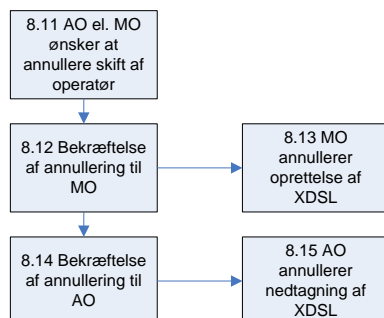 8.11 AO el. MO
ønsker at
annullere skift af
operatør
8.12 Bekræftelse
af annullering til
MO
8.13 MO
annullerer
oprettelse af
XDSL
8.14 Bekræftelse
af annullering til
AO
8.15 AO
annullerer
nedtagning af
XDSL